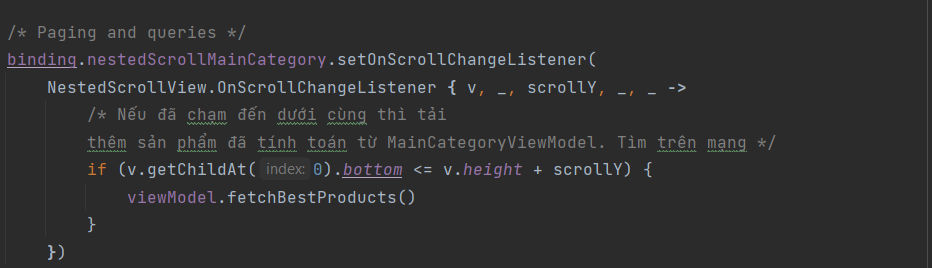 /* Paging and queries */
binding.nestedScrollMainCategory.setOnScrollChangeListener(
NestedScrollView.OnScrollChangeListener { v, _, scrollY, _, _ ->
/* Nếu đã chạm đến dưới cùng thì tải
thêm sản phẩm đã tính toán từ MainCategoryViewModel. Tìm trên mạng */
if (v.getChildAt( index: 0).bottom <= v.height + scrollY) {
viewModel.fetchBestProducts()
}
})